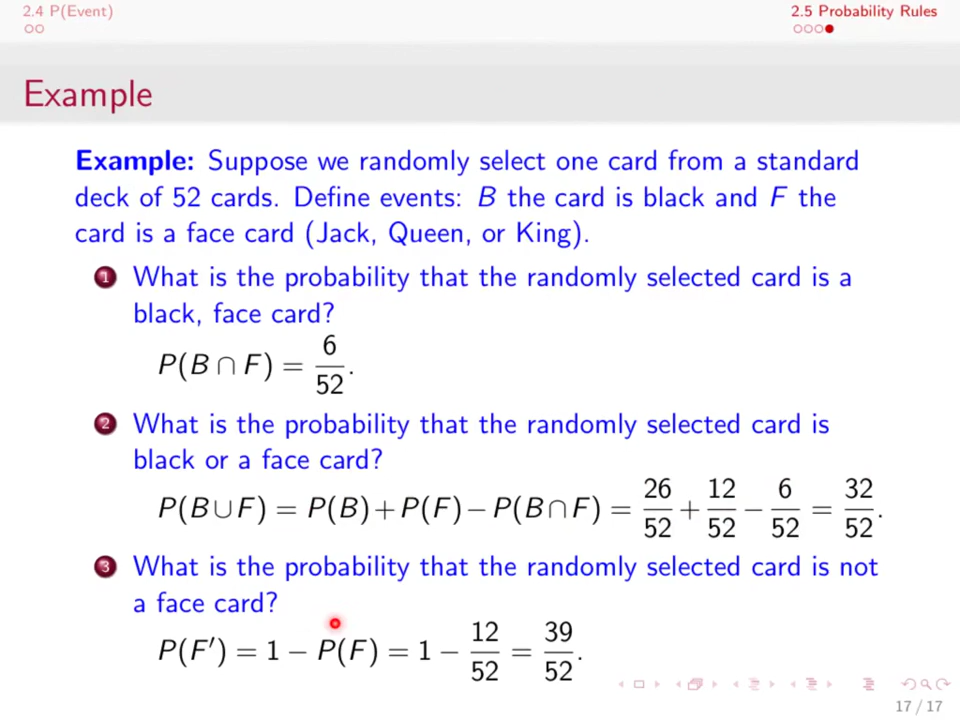 2.4 P(Event) 2.5 Probability Rules
Example
Example: Suppose we randomly select one card from a standard
deck of 52 cards. Define events: B the card is black and F the
card is a face card (Jack, Queen, or King).
1 What is the probability that the randomly selected card is a
black, face card?
P(B ∩ F) = 6/52.
2 What is the probability that the randomly selected card is
black or a face card?
P(B∪F) = P(B)+P(F)−P(B∩F) = 26/52 + 12/52 − 6/52 = 32/52.
3 What is the probability that the randomly selected card is not
a face card?
P(F′) = 1 − P(F) = 1 − 12/52 = 39/52.
17 / 17